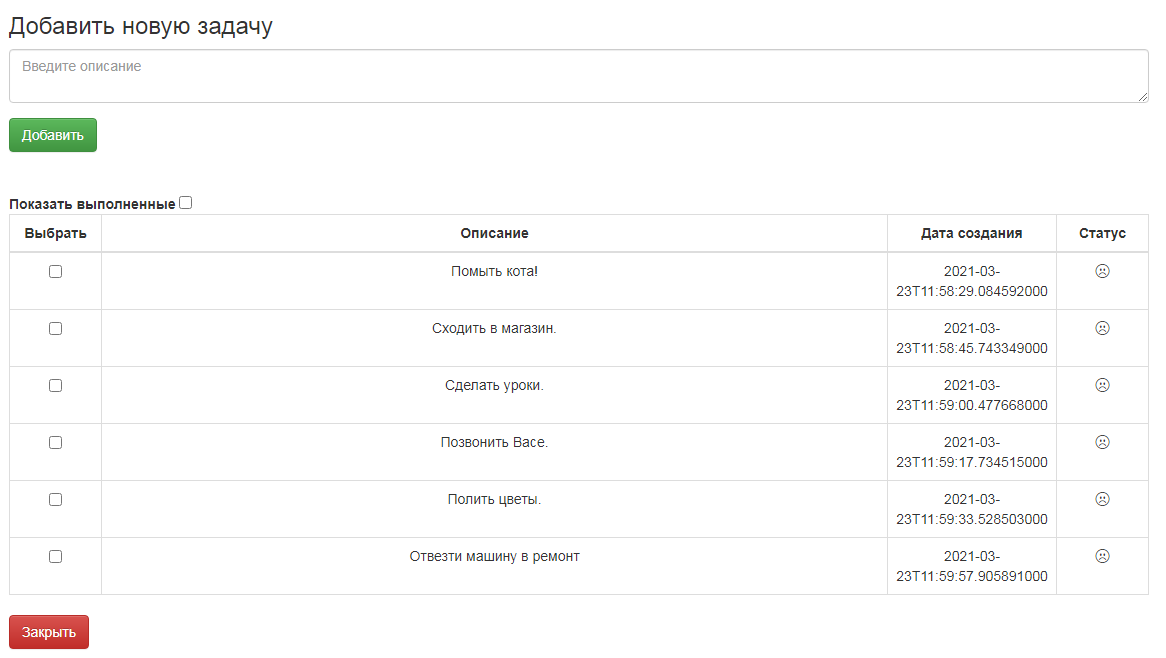 Добавить новую задачу
Введите описание
Добавить
Показать выполненные
Выбрать Описание Дата создания Статус
Помыть кота! 2021-03-
23T11:58:29.084592000
Сходить в магазин. 2021-03-
23T11:58:45.743349000
Сделать уроки. 2021-03-
23T11:59:00.477668000
Позвонить Васе. 2021-03-
23T11:59:17.734515000
Полить цветы. 2021-03-
23T11:59:33.528503000
Отвезти машину в ремонт 2021-03-
23T11:59:57.905891000
Закрыть